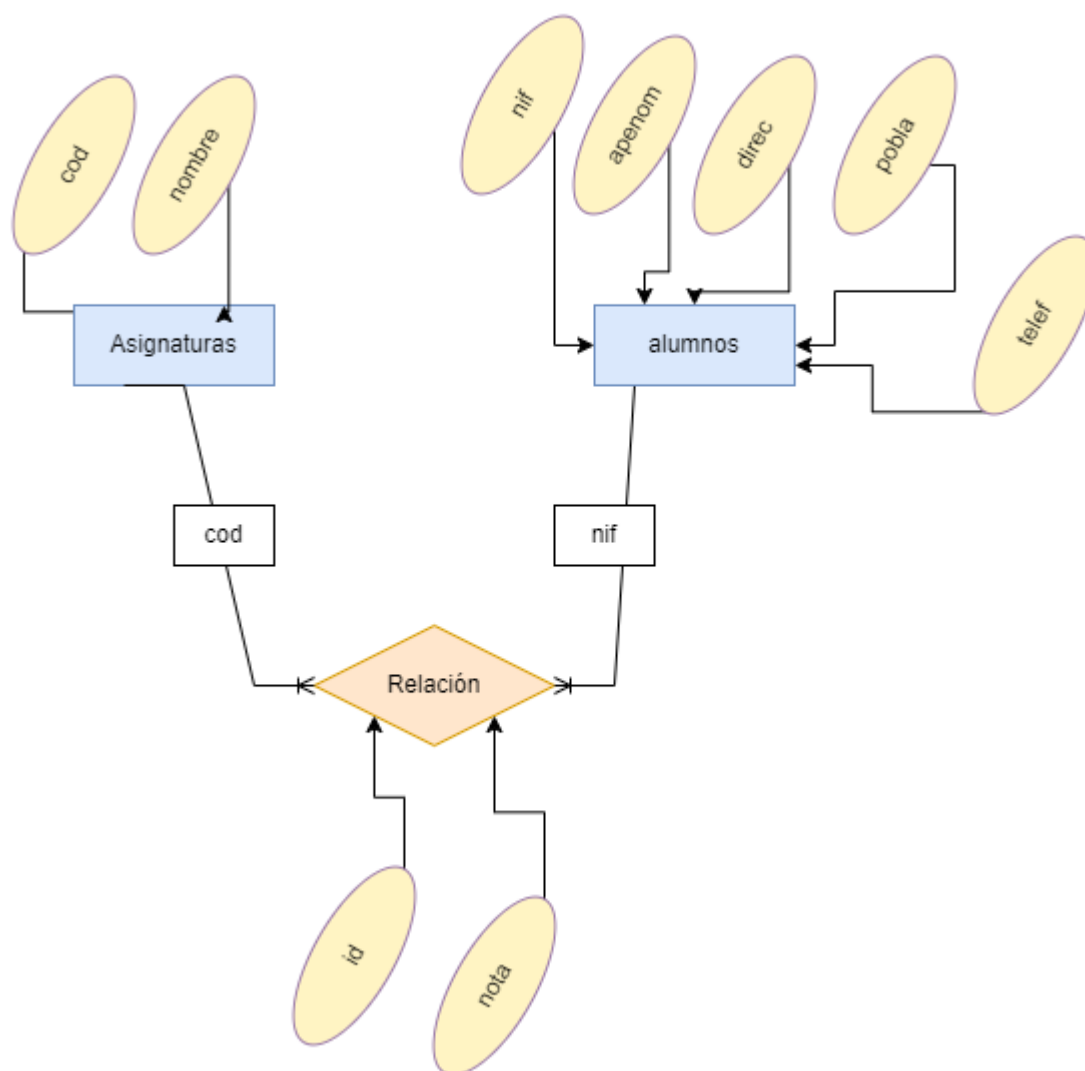 cod
nombre
nif
apenom
direc
pobla
telef
Asignaturas
alumnos
cod
nif
Relación
id
nota